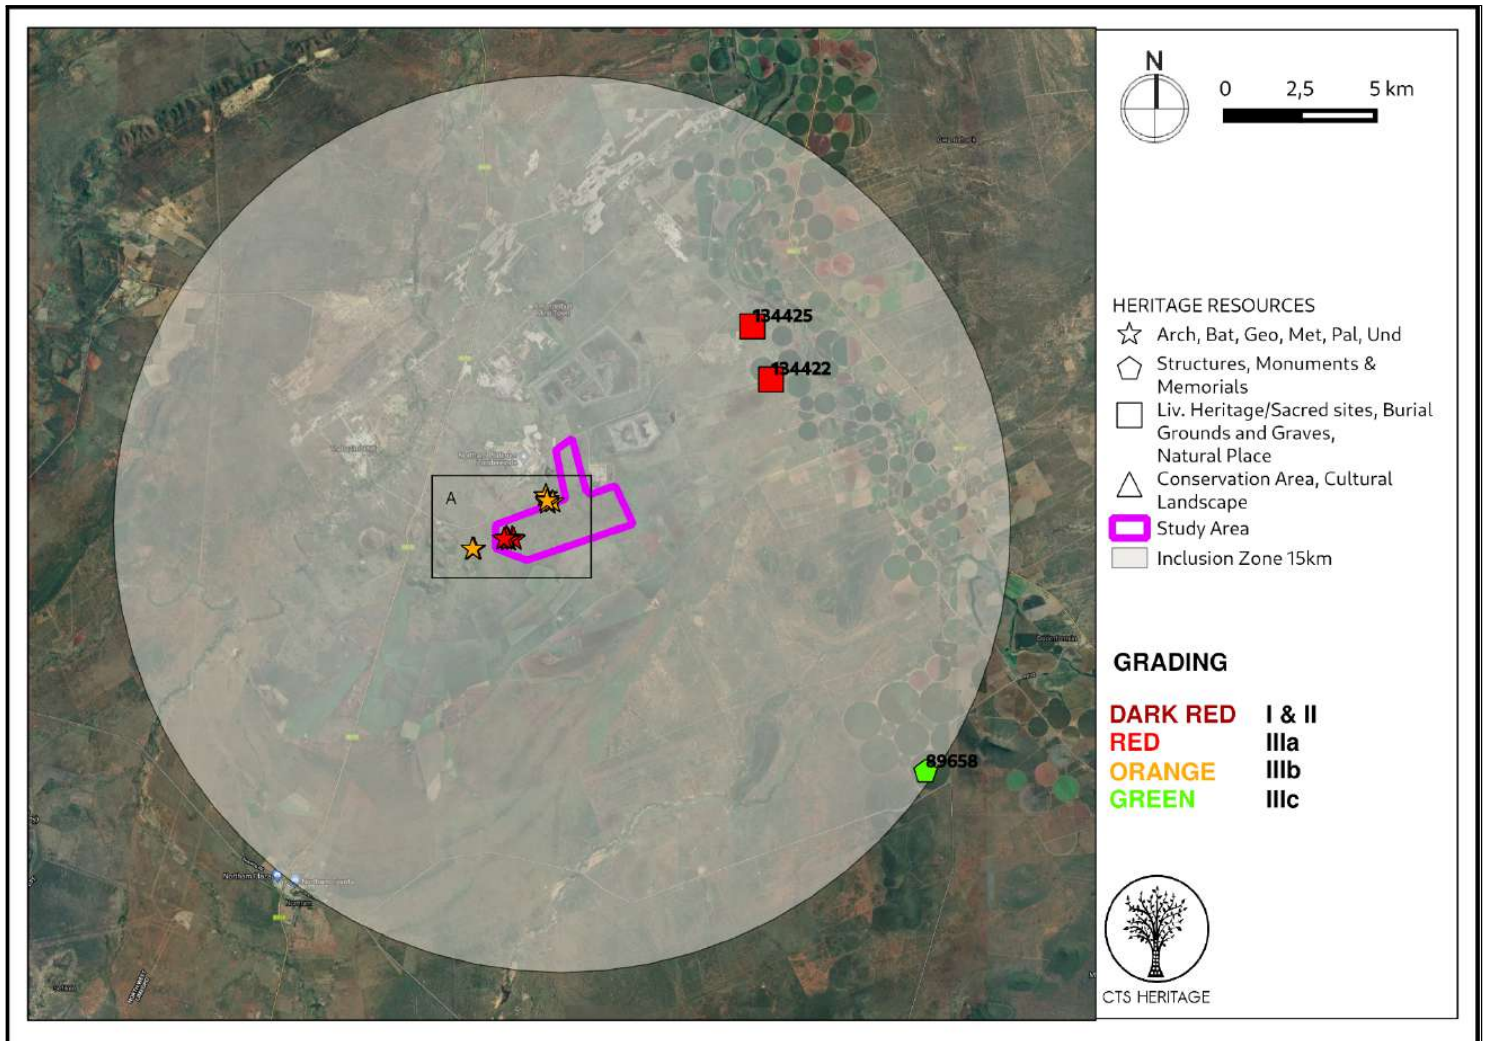 N
0 2,5 5 km
134425
134422
A
89658
HERITAGE RESOURCES
Arch, Bat, Geo, Met, Pal, Und
Structures, Monuments &
Memorials
Liv. Heritage/Sacred sites, Burial
Grounds and Graves,
Natural Place
Conservation Area, Cultural
Landscape
Study Area
Inclusion Zone 15km
GRADING
DARK RED I & II
RED IIIa
ORANGE IIIb
GREEN IIIc
CTS HERITAGE
Northam